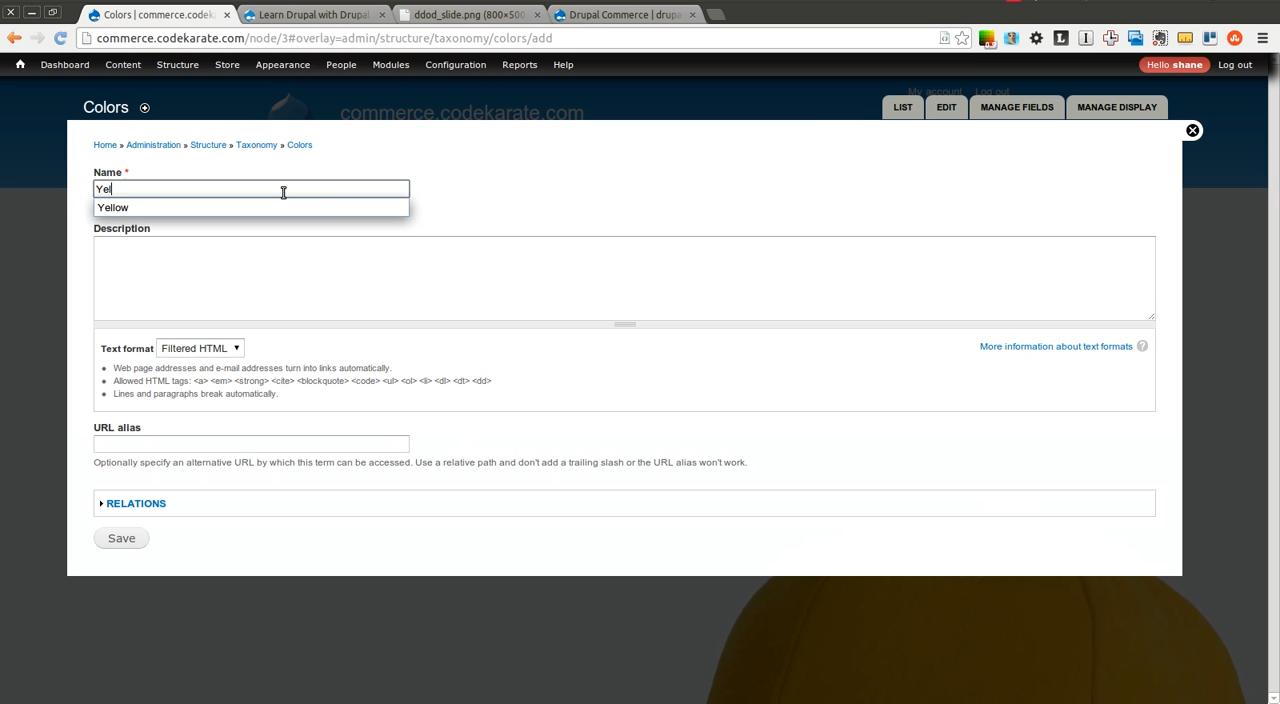 Colors | commerce.codeka
Learn Drupal with Drupal
ddod_slide.png (800×500
Drupal Commerce | drupa
commerce.codekarate.com/node/3#overlay=admin/structure/taxonomy/colors/add
Dashboard Content Structure Store Appearance People Modules Configuration Reports Help Hello shane Log out
My account Log out
Colors commerce.codekarate.com LIST EDIT MANAGE FIELDS MANAGE DISPLAY
Home » Administration » Structure » Taxonomy » Colors
Name *
Yel
Yellow
Description
Text format Filtered HTML More information about text formats ?
Web page addresses and e-mail addresses turn into links automatically.
Allowed HTML tags: <a> <em> <strong> <cite> <blockquote> <code> <ul> <ol> <li> <dl> <dt> <dd>
Lines and paragraphs break automatically.
URL alias
Optionally specify an alternative URL by which this term can be accessed. Use a relative path and don't add a trailing slash or the URL alias won't work.
RELATIONS
Save